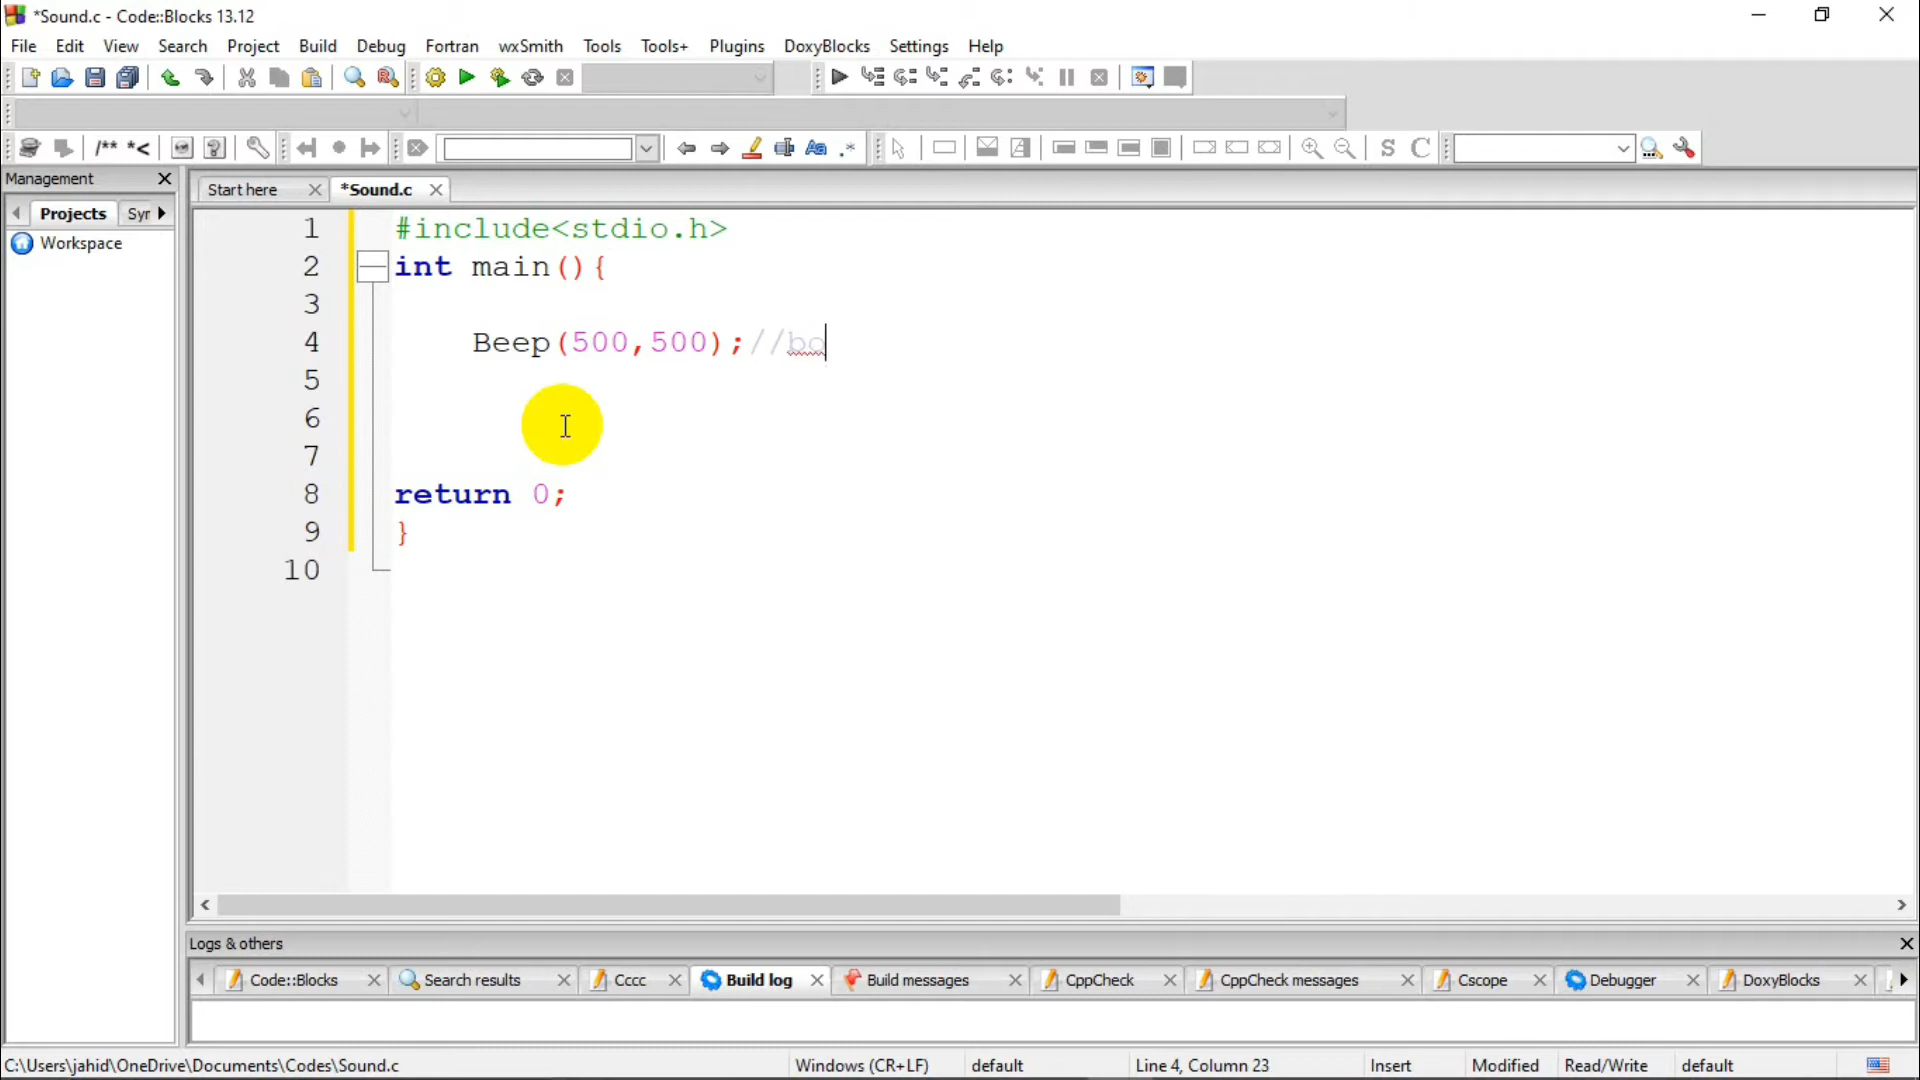 *Sound.c - Code::Blocks 13.12
File Edit View Search Project Build Debug Fortran wxSmith Tools Tools+ Plugins DoxyBlocks Settings Help
/** *< .* S C
Management
Start here *Sound.c
Projects Syr
Workspace
1 #include<stdio.h>
2 int main(){
3
4 Beep(500,500);//bo
5
6
7
8 return 0;
9 }
10
Logs & others
Code::Blocks Search results Cccc Build log Build messages CppCheck CppCheck messages Cscope Debugger DoxyBlocks
C:\Users\jahid\OneDrive\Documents\Codes\Sound.c Windows (CR+LF) default Line 4, Column 23 Insert Modified Read/Write default